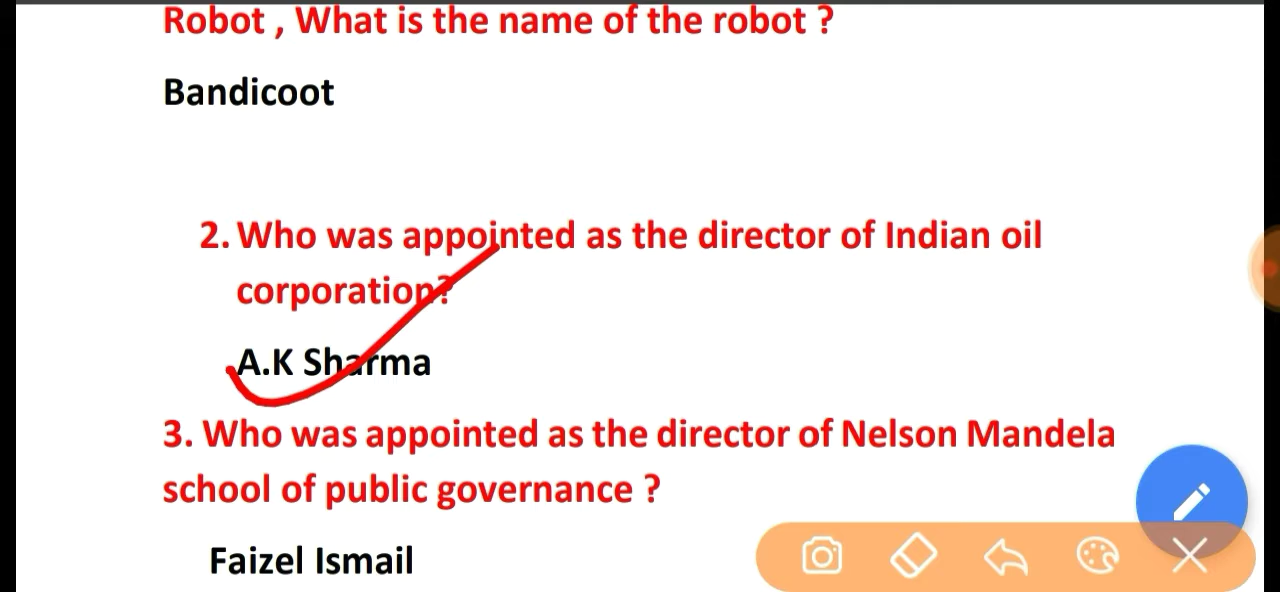 Robot , What is the name of the robot ?
Bandicoot
2. Who was appointed as the director of Indian oil
corporation?
A.K Sharma
3. Who was appointed as the director of Nelson Mandela
school of public governance ?
Faizel Ismail